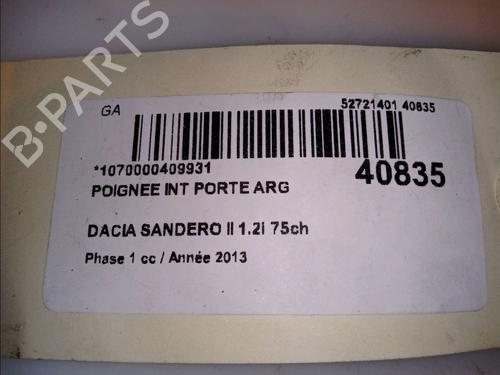 GA
52721401 40835
*1070000409931
40835
POIGNEE INT PORTE ARG
DACIA SANDERO II 1.2i 75ch
Phase 1 cc / Année 2013
B-PARTS